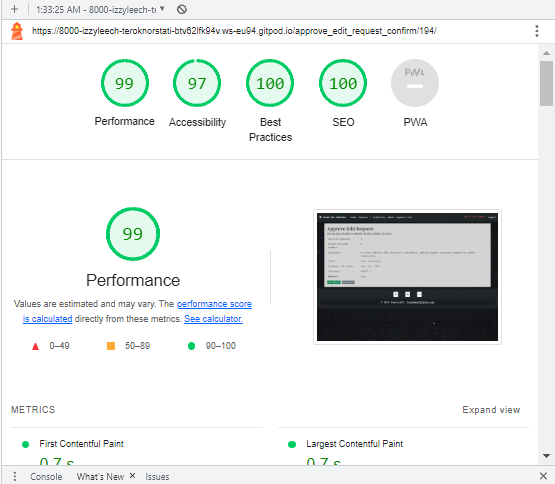 1:33:25 AM - 8000-izzyleech-te
https://8000-izzyleech-teroknorstati-btv62lfk94v.ws-eu94.gitpod.io/approve_edit_request_confirm/194/
99
97
100
100
PWA
Performance
Accessibility
Best
Practices
SEO
PWA
99
Performance
Values are estimated and may vary. The performance score
is calculated directly from these metrics. See calculator.
0–49
50–89
90–100
Approve Edit Request
METRICS
Expand view
First Contentful Paint
0.7 s
Largest Contentful Paint
0.7 s
Console
What's New
Issues